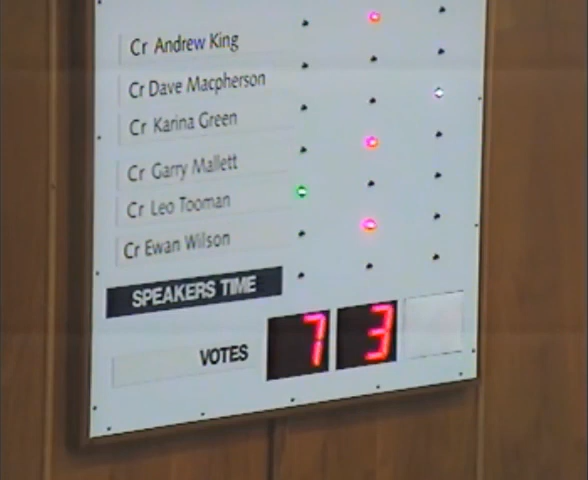 Cr Andrew King
Cr Dave Macpherson
Cr Karina Green
Cr Garry Mallett
Cr Leo Tooman
Cr Ewan Wilson
SPEAKERS TIME
VOTES 7 3